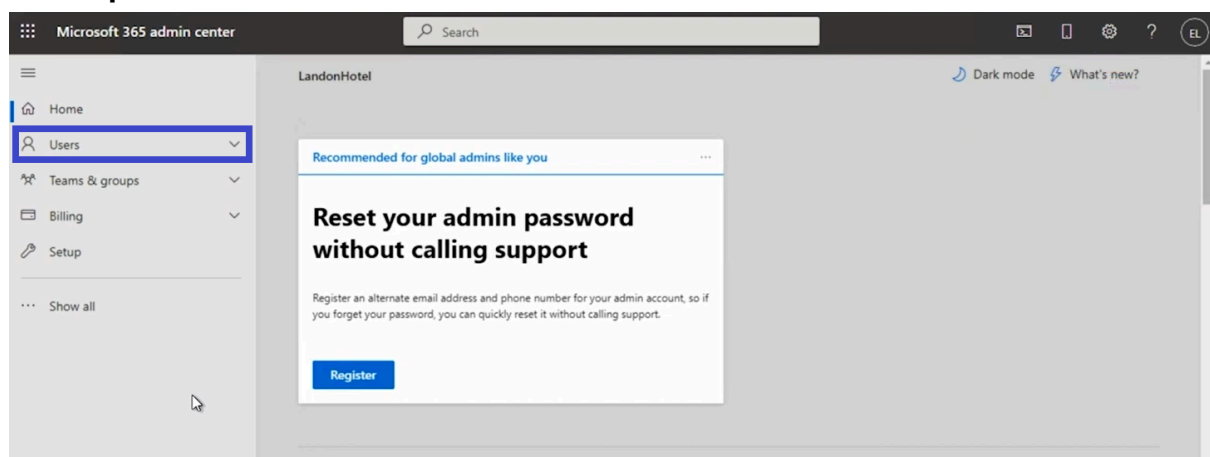 Microsoft 365 admin center
Search
?
EL
LandonHotel
Dark mode
What's new?
Home
Users
Teams & groups
Billing
Setup
... Show all
Recommended for global admins like you
...
Reset your admin password
without calling support
Register an alternate email address and phone number for your admin account, so if
you forget your password, you can quickly reset it without calling support.
Register